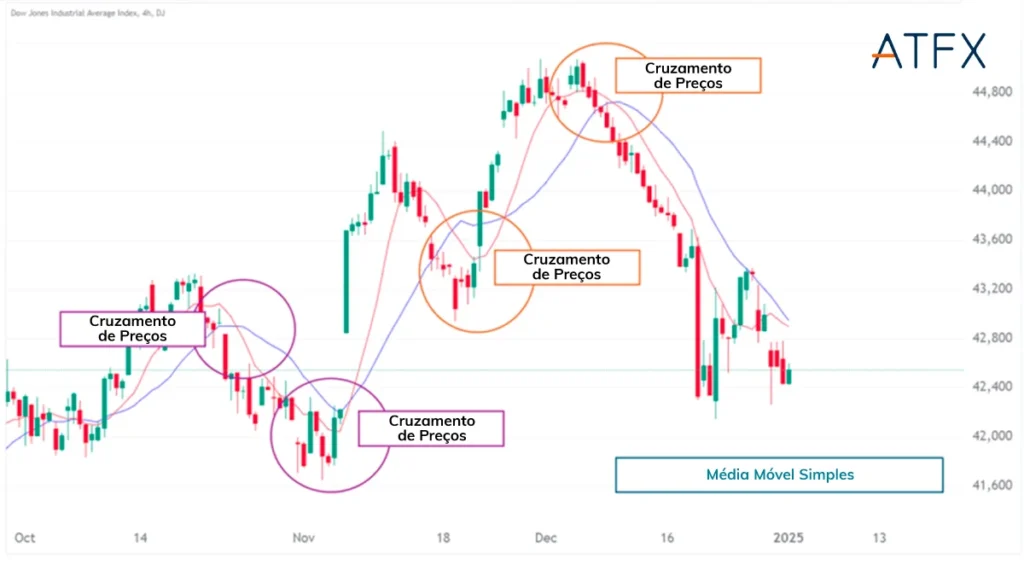 Dow Jones Industrial Average Index, 4h, DJ
ATFX
Cruzamento
de Preços
44,800
44,400
44,000
43,600
Cruzamento
de Preços
43,200
Cruzamento
de Preços
42,800
42,400
Cruzamento
de Preços
42,000
Média Móvel Simples
41,600
Oct 14 Nov 18 Dec 16 2025 13